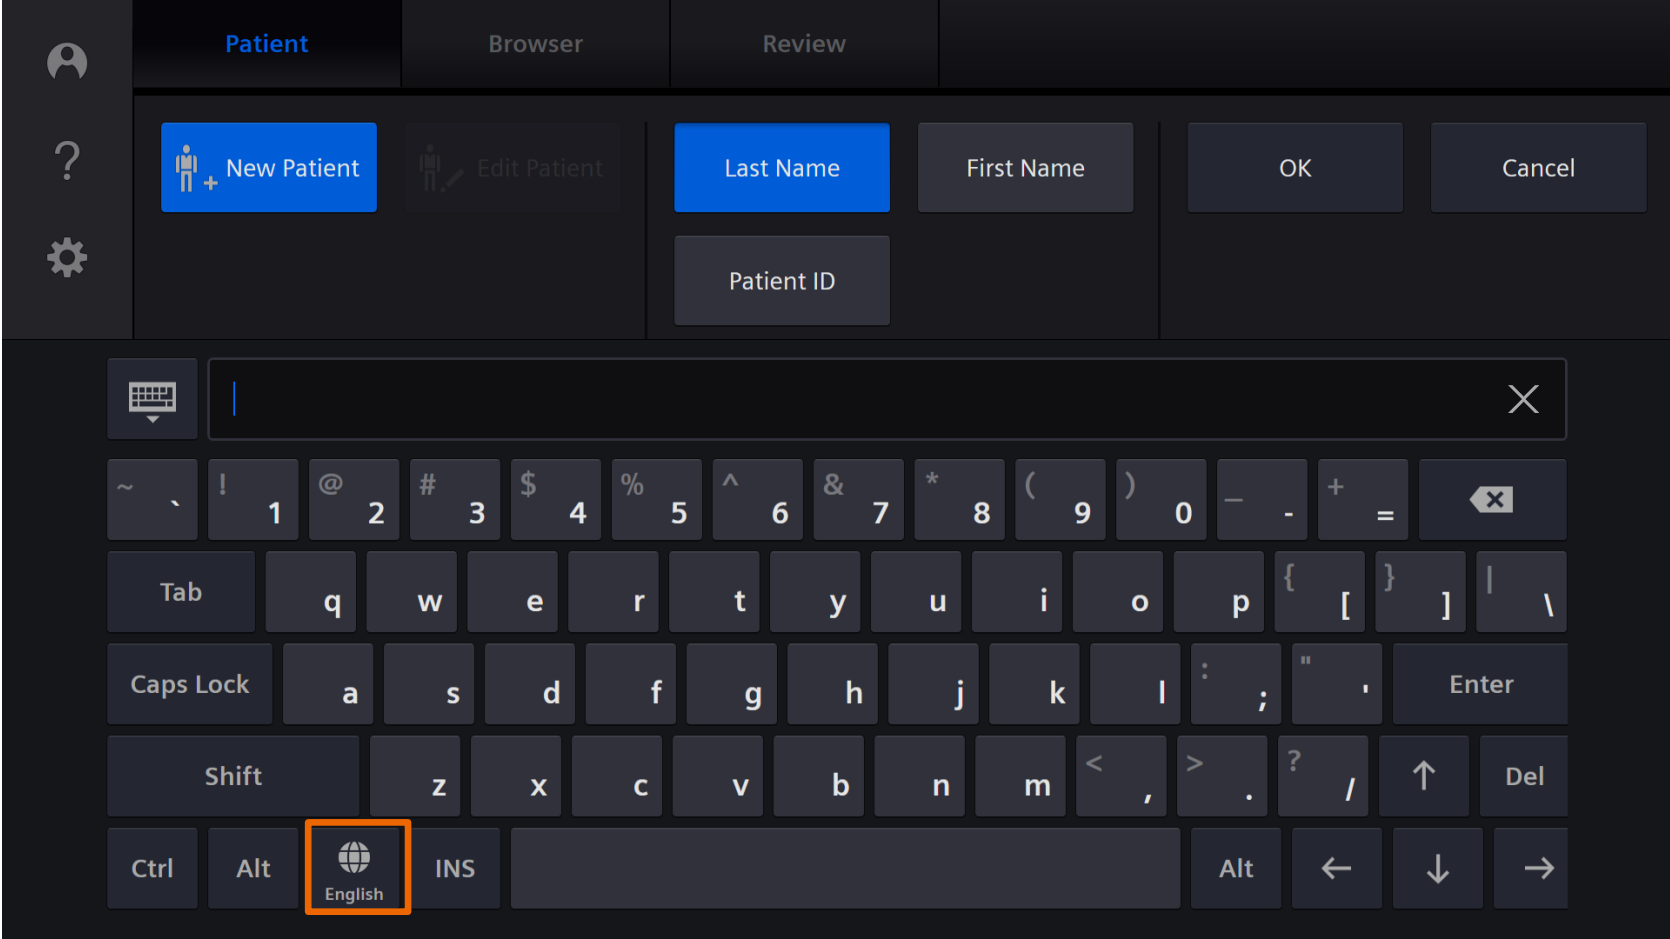 Patient Browser Review
New Patient Edit Patient Last Name First Name OK Cancel
Patient ID
~ ` ! 1 @ 2 # 3 $ 4 % 5 ^ 6 & 7 * 8 ( 9 ) 0 _ - + =
Tab q w e r t y u i o p { [ } ] | \
Caps Lock a s d f g h j k l : ; " ' Enter
Shift z x c v b n m < , > . ? / ↑ Del
Ctrl Alt English INS Alt ← ↓ →